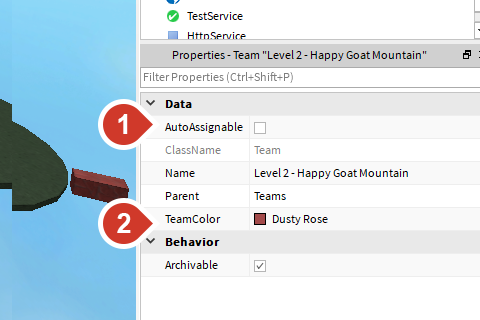 TestService
HttpService
Properties - Team "Level 2 - Happy Goat Mountain"
Filter Properties (Ctrl+Shift+P)
Data
1
AutoAssignable
ClassName Team
Name Level 2 - Happy Goat Mountain
Parent Teams
2
TeamColor Dusty Rose
Behavior
Archivable